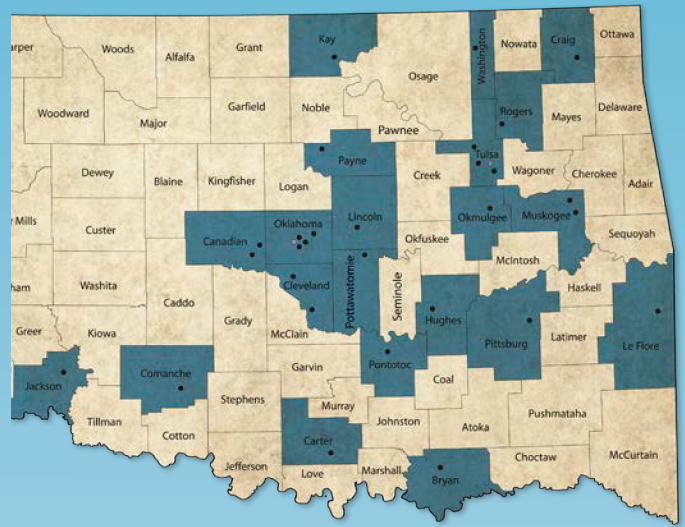 Kay
Craig
Ottawa
arper
Woods
Alfalfa
Grant
Washington
Nowata
Osage
Woodward
Major
Garfield
Noble
Rogers
Mayes
Delaware
Pawnee
Dewey
Blaine
Kingfisher
Logan
Payne
Creek
Tulsa
Wagoner
Cherokee
Adair
r Mills
Custer
Canadian
Oklahoma
Lincoln
Okfuskee
Okmulgee
Muskogee
Sequoyah
McIntosh
ham
Washita
Caddo
Cleveland
Pottawatomie
Seminole
Haskell
Greer
Kiowa
Grady
McClain
Hughes
Pittsburg
Latimer
Le Flore
Jackson
Comanche
Garvin
Pontotoc
Coal
Tillman
Cotton
Stephens
Murray
Johnston
Atoka
Pushmataha
Carter
Jefferson
Love
Marshall
Bryan
Choctaw
McCurtain